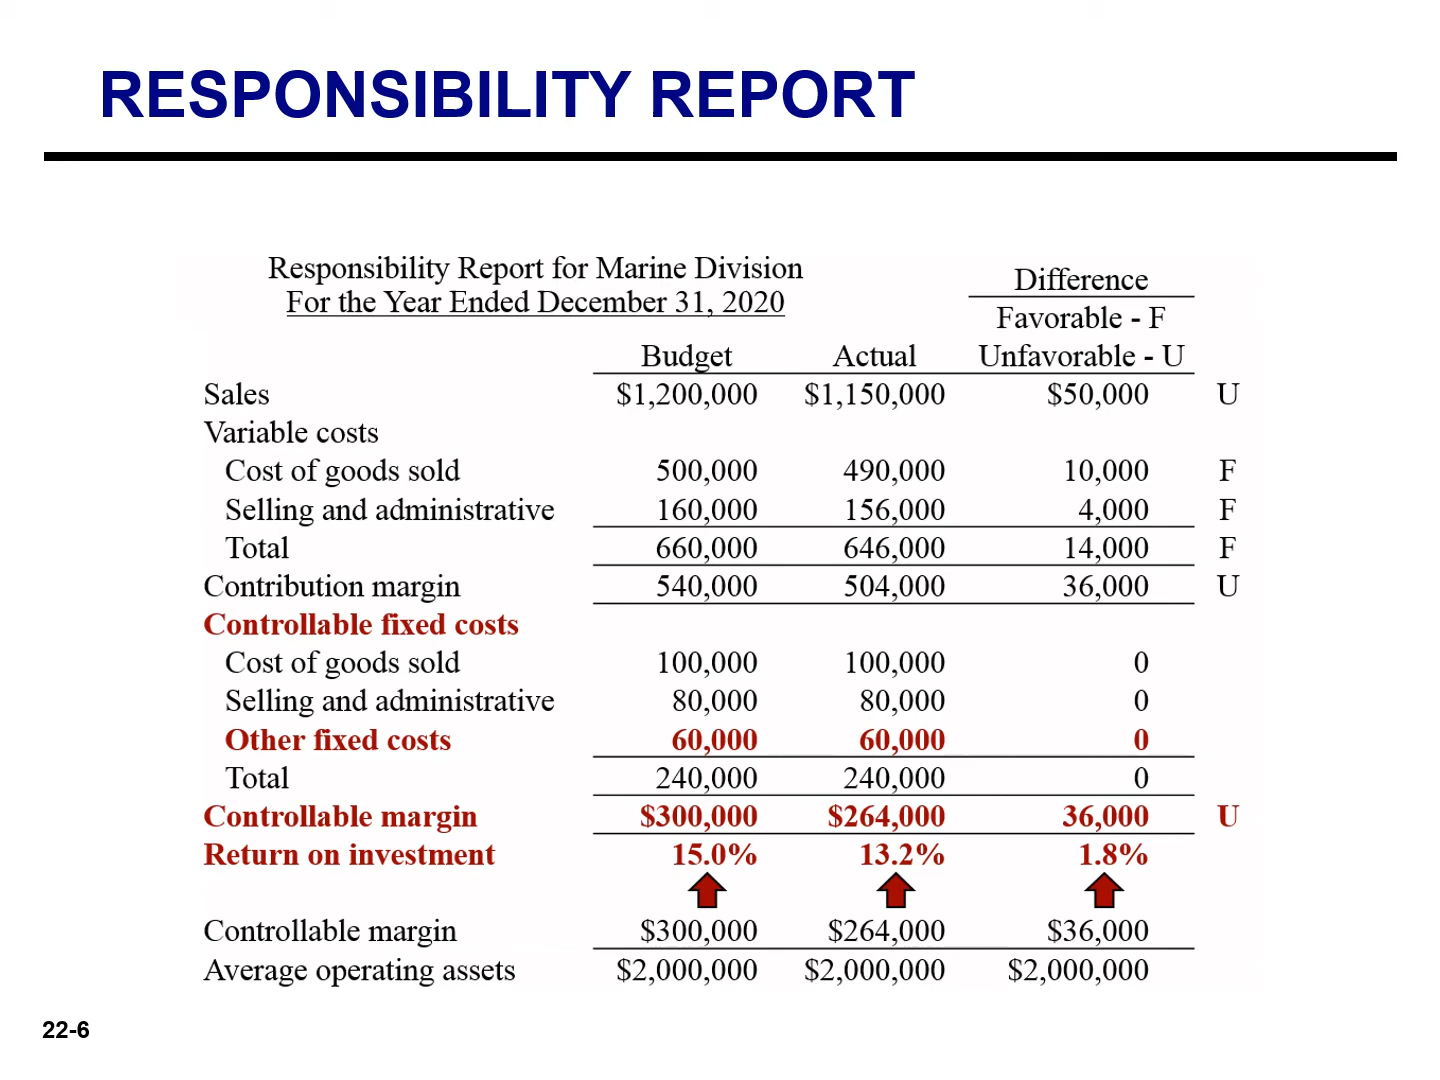 RESPONSIBILITY REPORT
Responsibility Report for Marine Division
For the Year Ended December 31, 2020
Difference
Favorable - F
Budget Actual Unfavorable - U
Sales $1,200,000 $1,150,000 $50,000 U
Variable costs
Cost of goods sold 500,000 490,000 10,000 F
Selling and administrative 160,000 156,000 4,000 F
Total 660,000 646,000 14,000 F
Contribution margin 540,000 504,000 36,000 U
Controllable fixed costs
Cost of goods sold 100,000 100,000 0
Selling and administrative 80,000 80,000 0
Other fixed costs 60,000 60,000 0
Total 240,000 240,000 0
Controllable margin $300,000 $264,000 36,000 U
Return on investment 15.0% 13.2% 1.8%
Controllable margin $300,000 $264,000 $36,000
Average operating assets $2,000,000 $2,000,000 $2,000,000
22-6